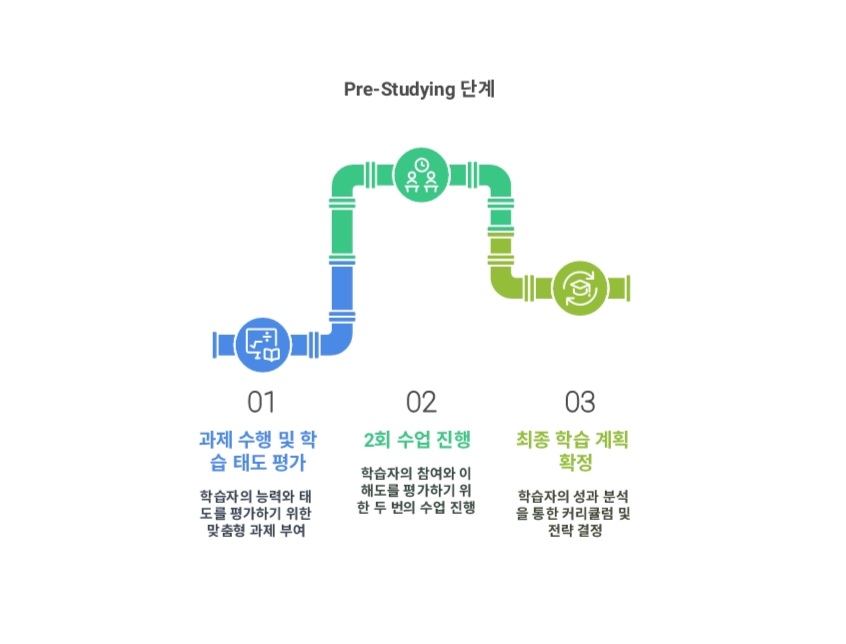 Pre-Studying 단계
01
과제 수행 및 학
습 태도 평가
학습자의 능력와 태
도를 평가하기 위한
맞춤형 과제 부여
02
2회 수업 진행
학습자의 참여와 이
해도를 평가하기 위
한 두 번의 수업 진행
03
최종 학습 계획
확정
학습자의 성과 분석
을 통한 커리큘럼 및
전략 결정